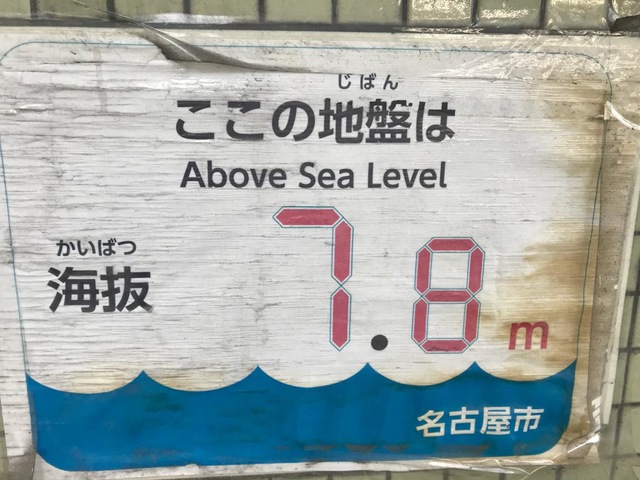 じばん
ここの地盤は
Above Sea Level
かいばつ
海抜 7.8 m
名古屋市